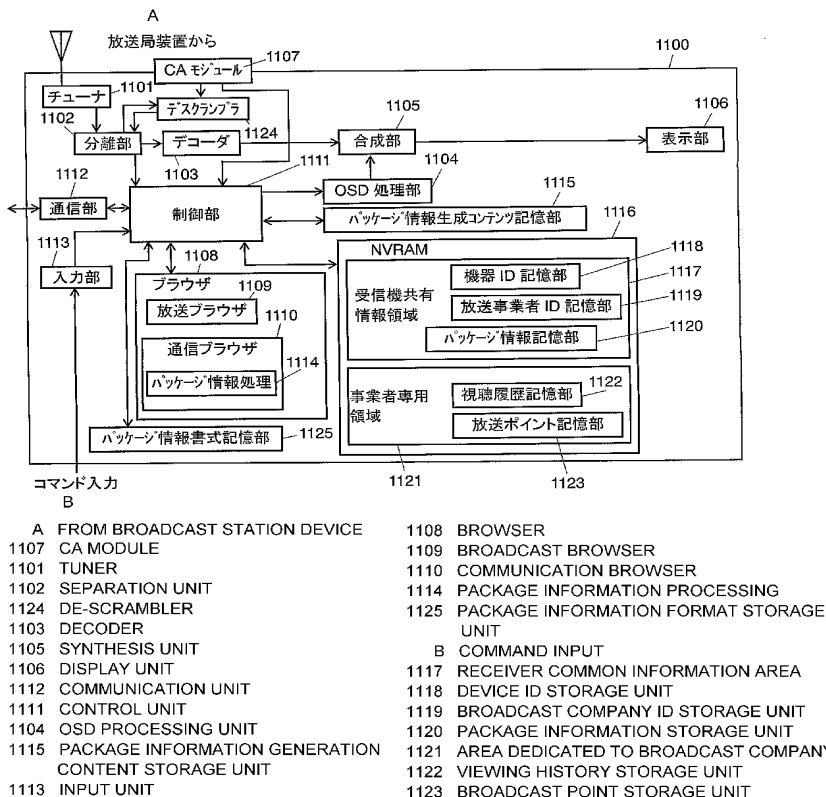 A
放送局装置から
1100
CA モジュール
1107
チューナ
1101
デスクランブラ
1124
1102
分離部
デコーダ
1103
1105
合成部
1106
表示部
1111
1104
OSD 処理部
1112
通信部
制御部
1115
パッケージ情報生成コンテンツ記憶部
1116
1113
入力部
NVRAM
1118
機器 ID 記憶部
1117
受信機共有
情報領域
放送事業者 ID 記憶部
1119
パッケージ情報記憶部
1120
1108
ブラウザ
1109
放送ブラウザ
1110
通信ブラウザ
パッケージ情報処理
1114
事業者専用
領域
視聴履歴記憶部
1122
放送ポイント記憶部
パッケージ情報書式記憶部
1125
1121
1123
コマンド入力
B
A FROM BROADCAST STATION DEVICE
1107 CA MODULE
1101 TUNER
1102 SEPARATION UNIT
1124 DE-SCRAMBLER
1103 DECODER
1105 SYNTHESIS UNIT
1106 DISPLAY UNIT
1112 COMMUNICATION UNIT
1111 CONTROL UNIT
1104 OSD PROCESSING UNIT
1115 PACKAGE INFORMATION GENERATION
CONTENT STORAGE UNIT
1113 INPUT UNIT
1108 BROWSER
1109 BROADCAST BROWSER
1110 COMMUNICATION BROWSER
1114 PACKAGE INFORMATION PROCESSING
1125 PACKAGE INFORMATION FORMAT STORAGE
UNIT
B COMMAND INPUT
1117 RECEIVER COMMON INFORMATION AREA
1118 DEVICE ID STORAGE UNIT
1119 BROADCAST COMPANY ID STORAGE UNIT
1120 PACKAGE INFORMATION STORAGE UNIT
1121 AREA DEDICATED TO BROADCAST COMPANY
1122 VIEWING HISTORY STORAGE UNIT
1123 BROADCAST POINT STORAGE UNIT